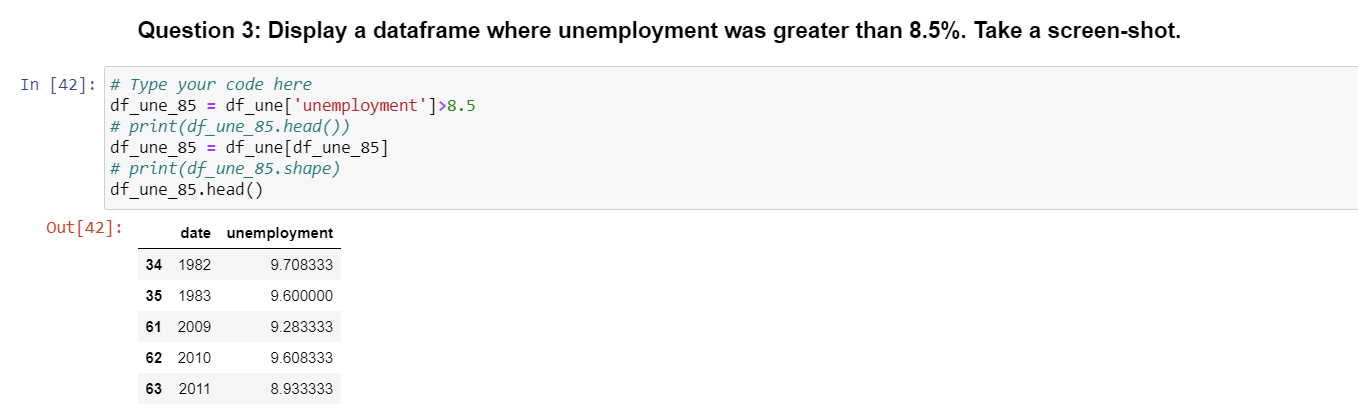 Question 3: Display a dataframe where unemployment was greater than 8.5%. Take a screen-shot.
In [42]: # Type your code here
df_une_85 = df_une['unemployment']>8.5
# print(df_une_85.head())
df_une_85 = df_une[df_une_85]
# print(df_une_85.shape)
df_une_85.head()
Out[42]:
date unemployment
34 1982 9.708333
35 1983 9.600000
61 2009 9.283333
62 2010 9.608333
63 2011 8.933333